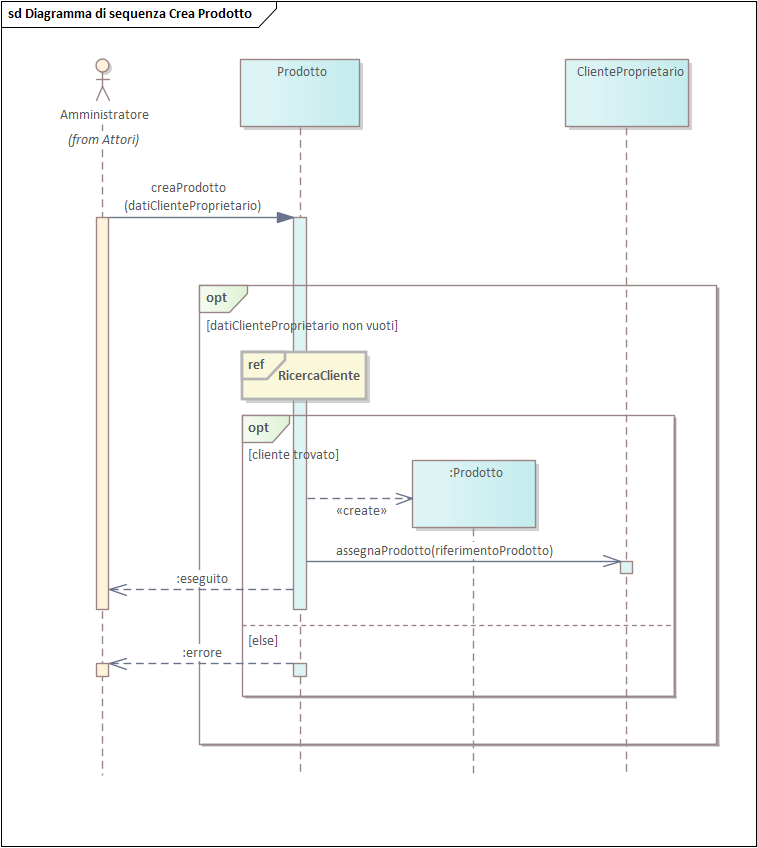 sd Diagramma di sequenza Crea Prodotto
Prodotto
ClienteProprietario
Amministratore
(from Attori)
creaProdotto
(datiClienteProprietario)
opt
[datiClienteProprietario non vuoti]
ref
RicercaCliente
opt
[cliente trovato]
:Prodotto
«create»
assegnaProdotto(riferimentoProdotto)
:eseguito
[else]
:errore